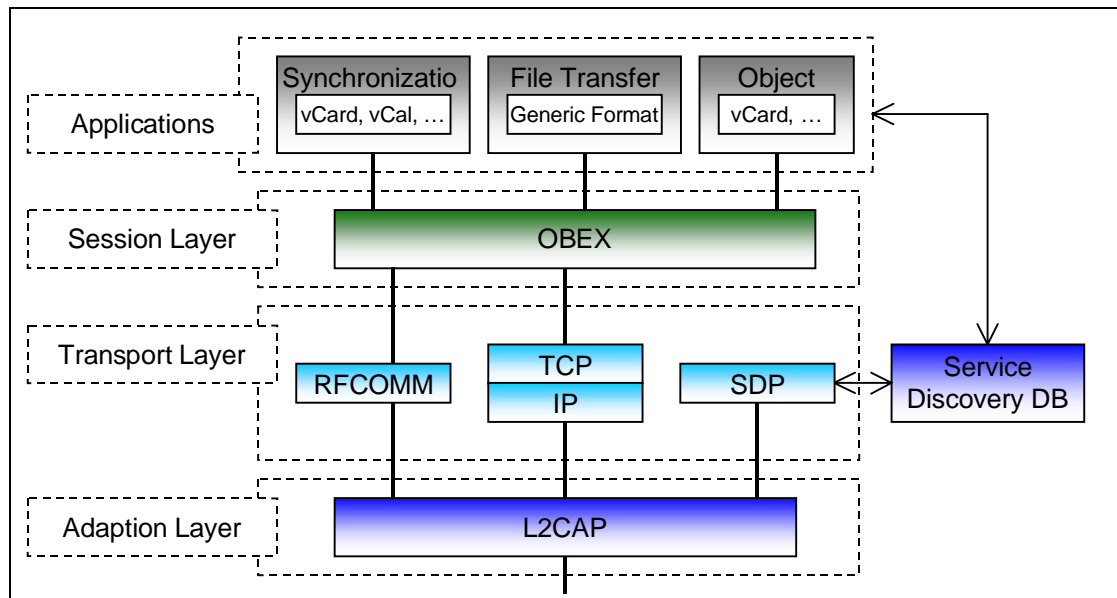 Synchronizatio
File Transfer
Object
vCard, vCal, …
Generic Format
vCard, …
Applications
Session Layer
OBEX
Transport Layer
RFCOMM
TCP
IP
SDP
Service
Discovery DB
Adaption Layer
L2CAP